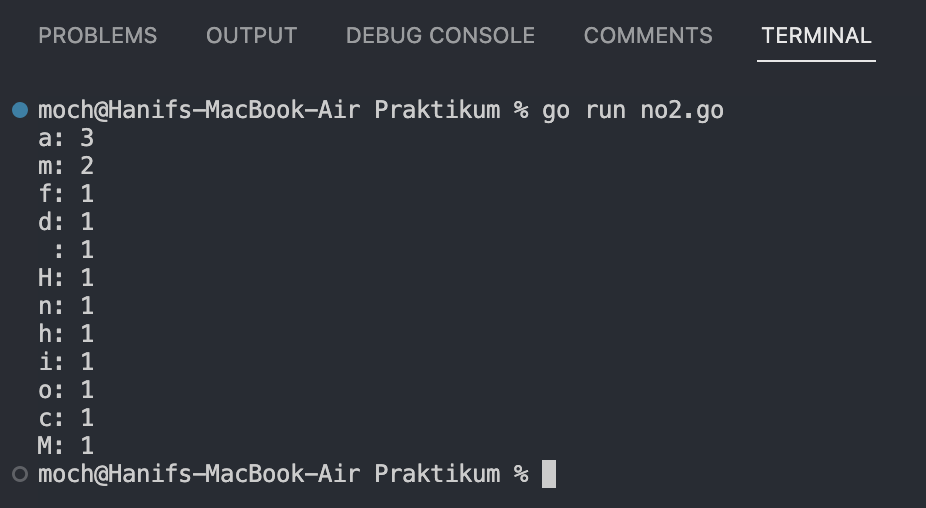 PROBLEMS OUTPUT DEBUG CONSOLE COMMENTS TERMINAL
moch@Hanifs-MacBook-Air Praktikum % go run no2.go
a: 3
m: 2
f: 1
d: 1
 : 1
H: 1
n: 1
h: 1
i: 1
o: 1
c: 1
M: 1
moch@Hanifs-MacBook-Air Praktikum %